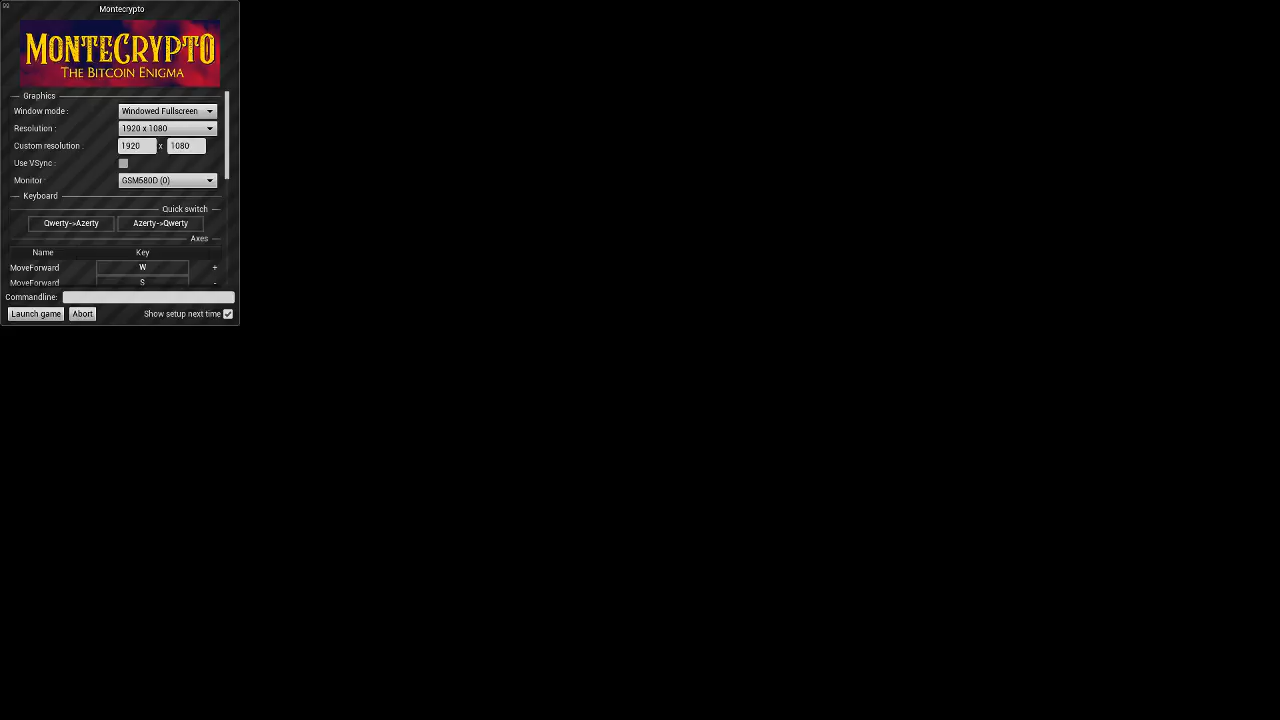 Montecrypto
MONTECRYPTO
THE BITCOIN ENIGMA
Graphics
Window mode : Windowed Fullscreen
Resolution : 1920 x 1080
Custom resolution : 1920 x 1080
Use VSync :
Monitor : GSM580D (0)
Keyboard
Quick switch
Qwerty->Azerty Azerty->Qwerty
Axes
Name Key
MoveForward W +
MoveForward S -
Commandline:
Launch game Abort Show setup next time